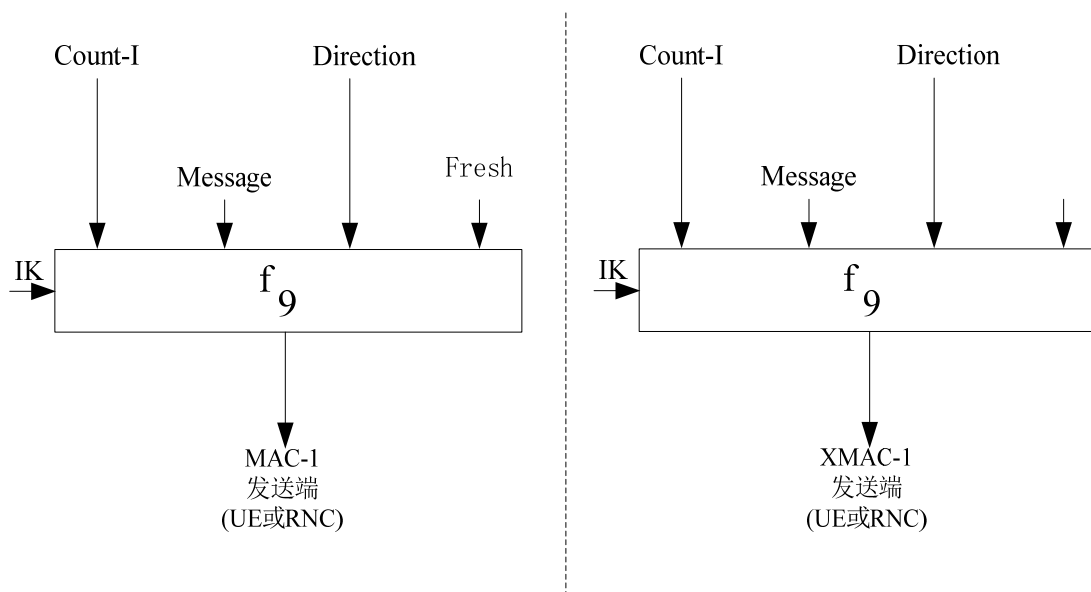 Count-I
Direction
Message
Fresh
IK
f 9
MAC-1
发送端
(UE或RNC)
Count-I
Direction
Message
IK
f 9
XMAC-1
发送端
(UE或RNC)